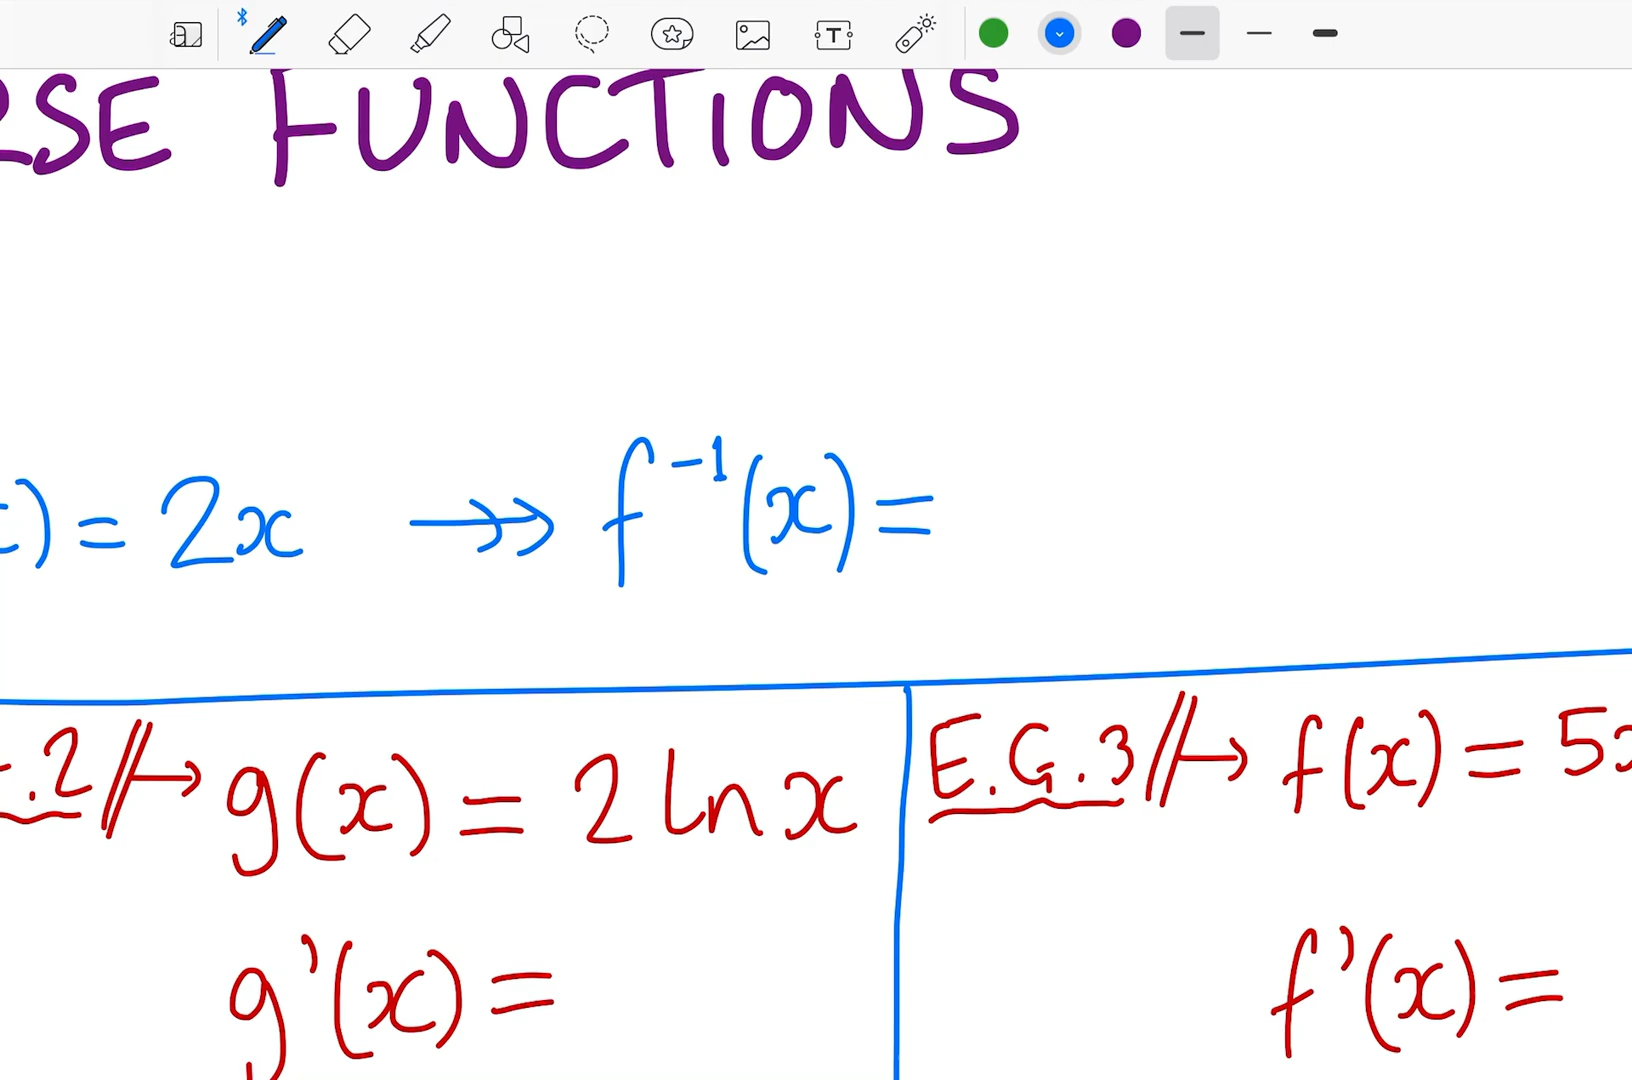 RSE FUNCTIONS
) = 2x →> f⁻¹(x) =
.2 // → g(x) = 2 ln x
g'(x) =
E.G.3 // → f(x) = 5
f'(x) =